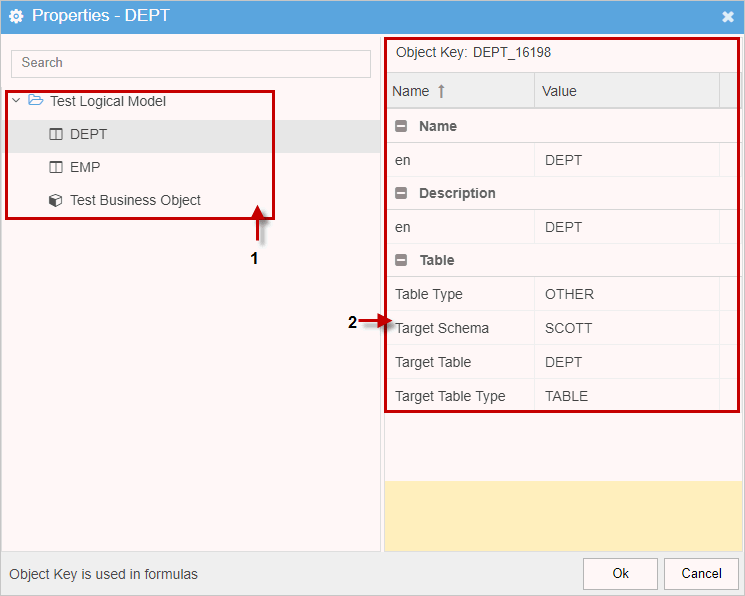 Properties - DEPT
Search
Test Logical Model
DEPT
EMP
Test Business Object
1
Object Key: DEPT_16198
Name Value
Name
en DEPT
Description
en DEPT
Table
Table Type OTHER
2
Target Schema SCOTT
Target Table DEPT
Target Table Type TABLE
Object Key is used in formulas
Ok Cancel